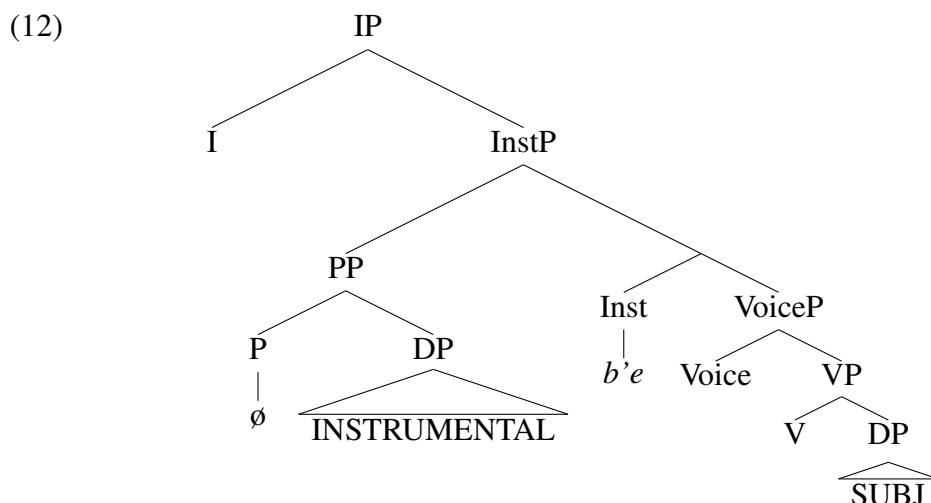 (12) IP
I InstP
PP
Inst VoiceP
P DP
b’e Voice VP
ø
INSTRUMENTAL
V DP
SUBJ